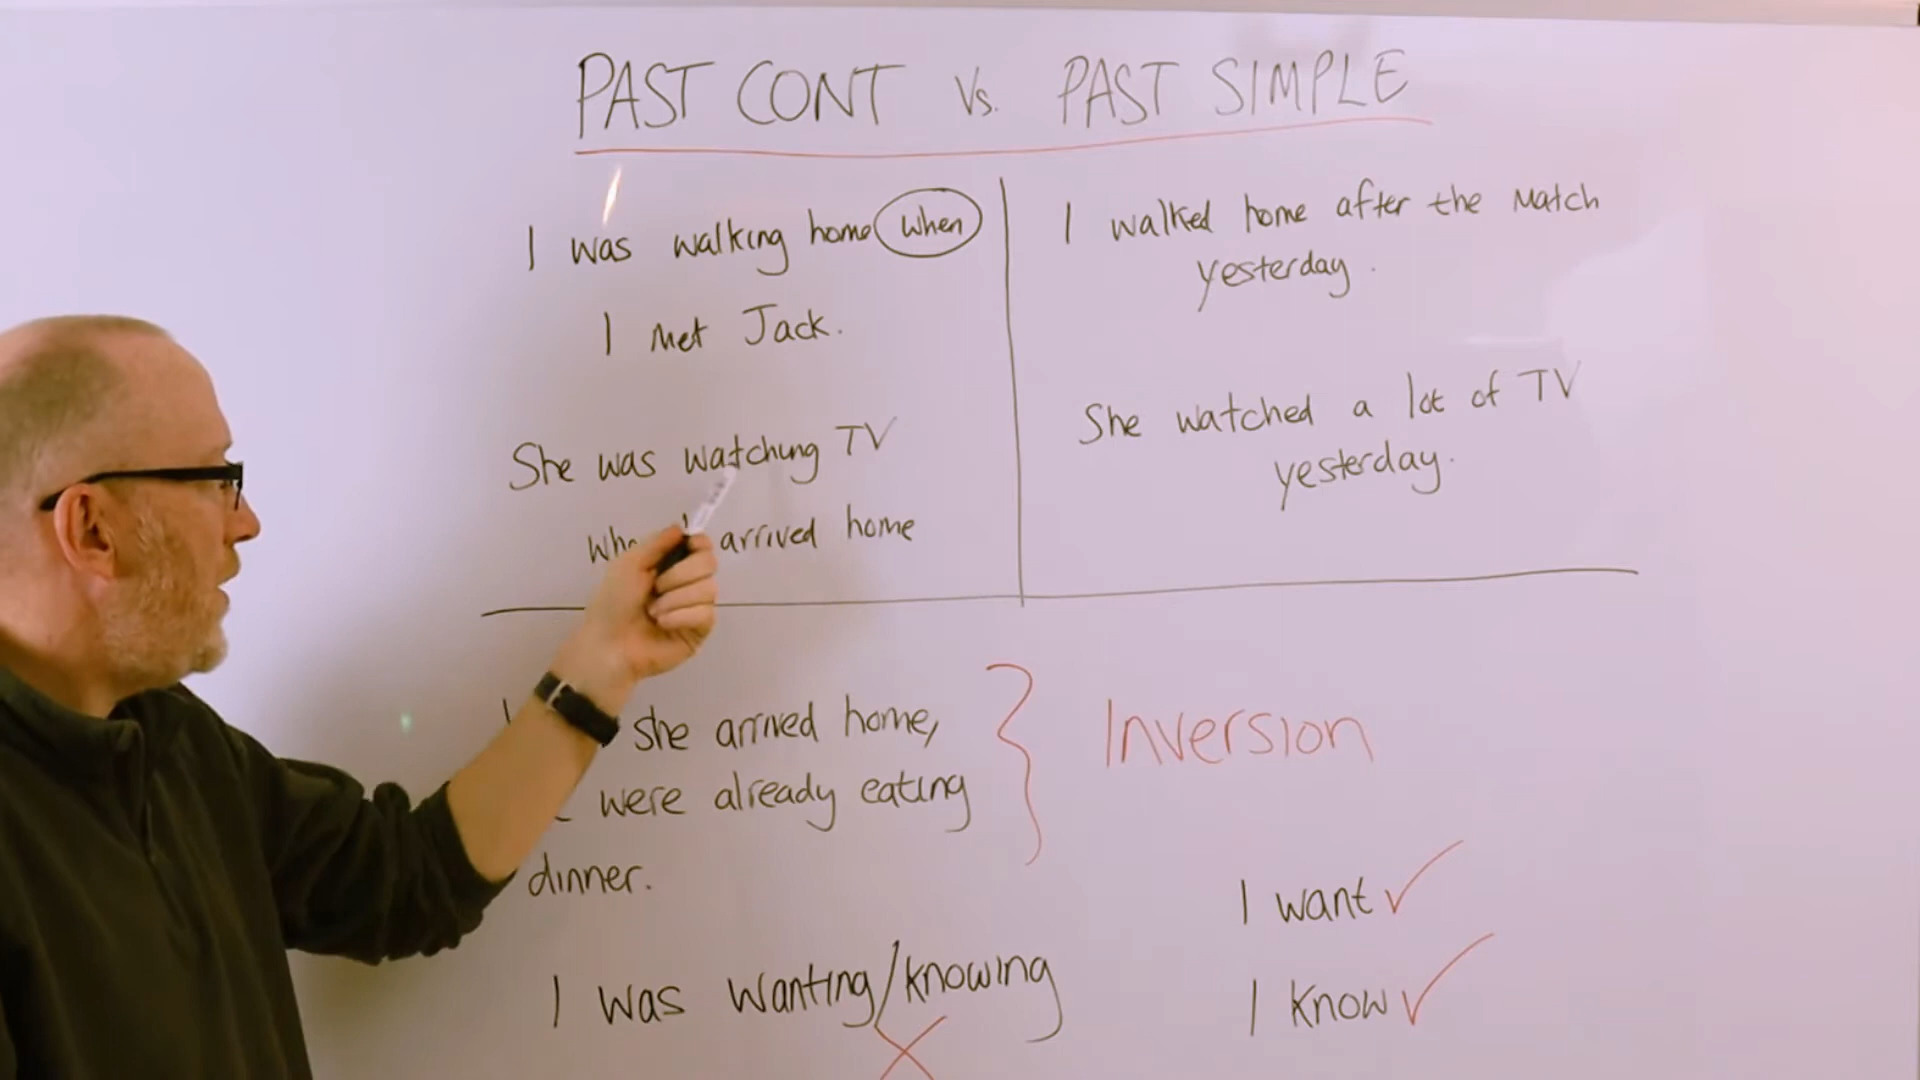 PAST CONT Vs. PAST SIMPLE
I was walking home when
I met Jack.
She was watching TV
arrived home
I walked home after the match
yesterday.
She watched a lot of TV
yesterday.
she arrived home,
were already eating
dinner.
Inversion
I was wanting/knowing
I want
I know